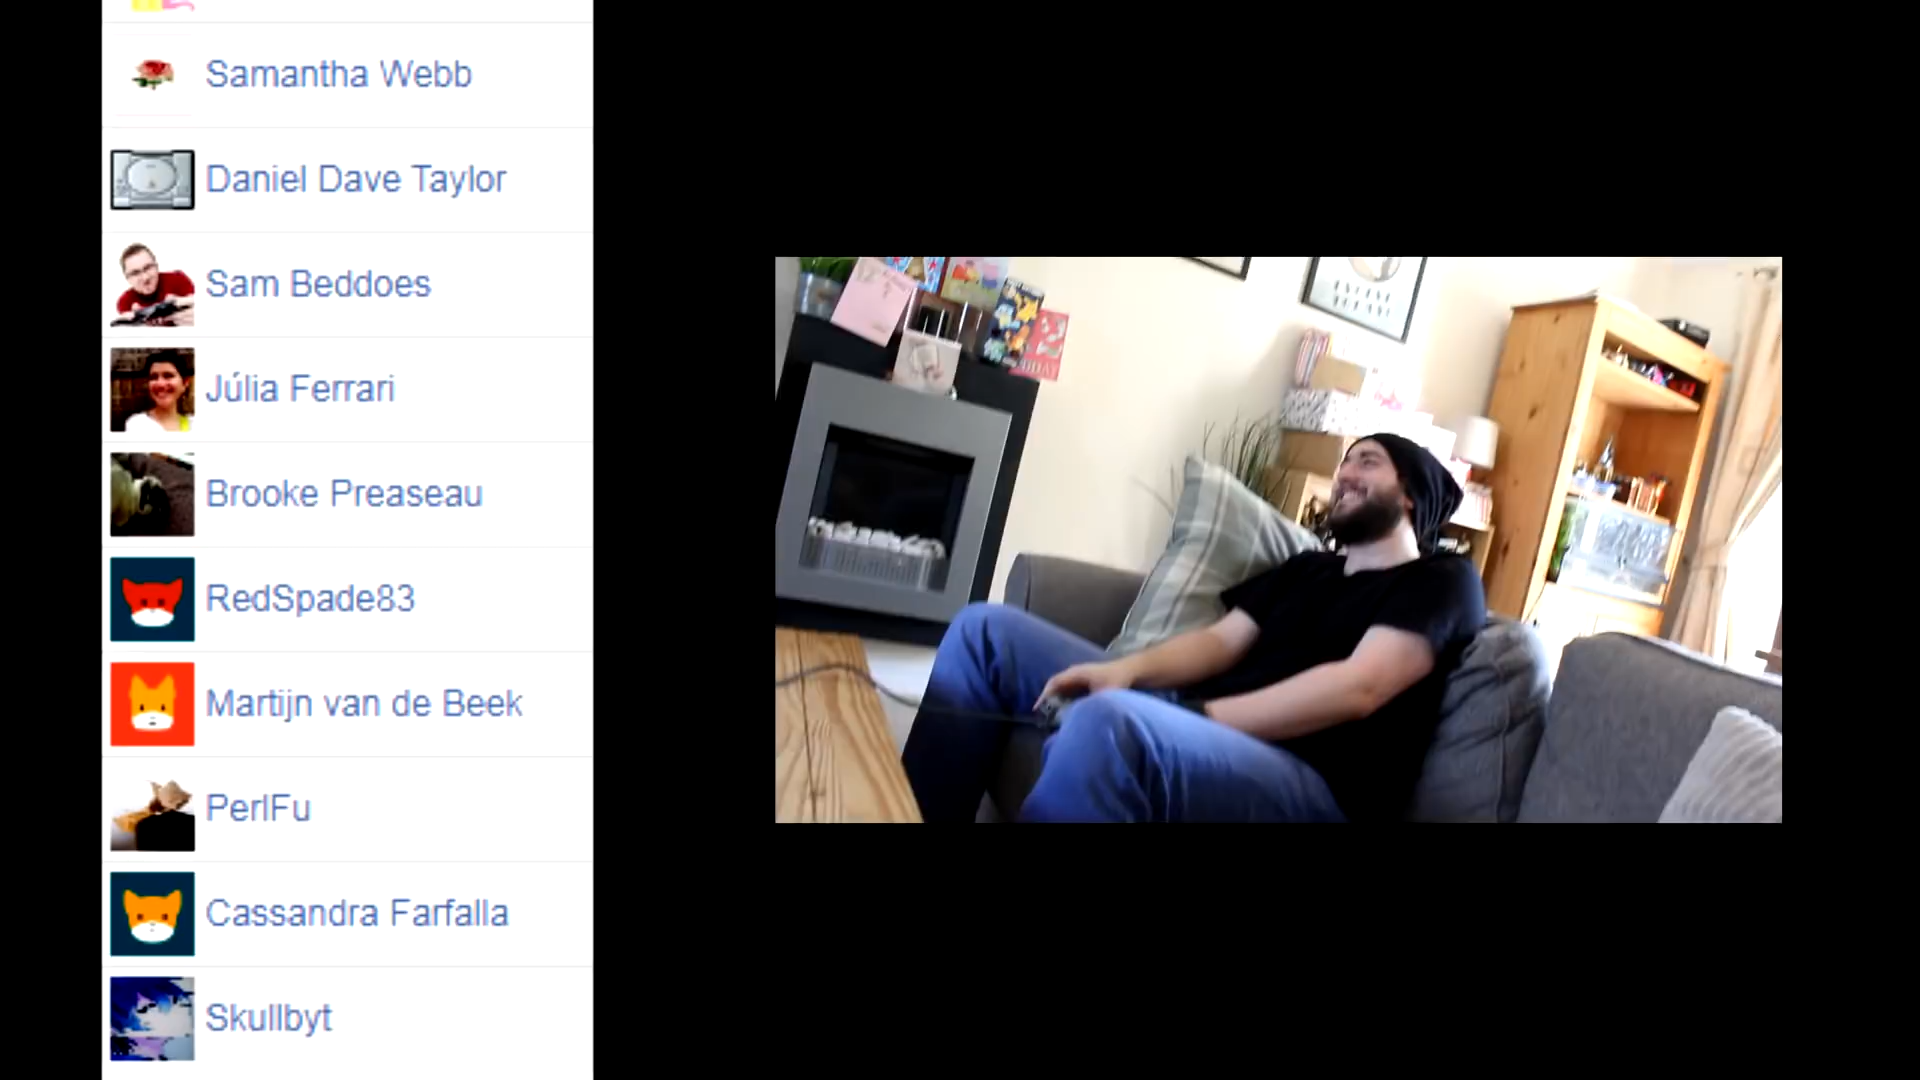 Samantha Webb
Daniel Dave Taylor
Sam Beddoes
Júlia Ferrari
Brooke Preaseau
RedSpade83
Martijn van de Beek
PerlFu
Cassandra Farfalla
Skullbyt